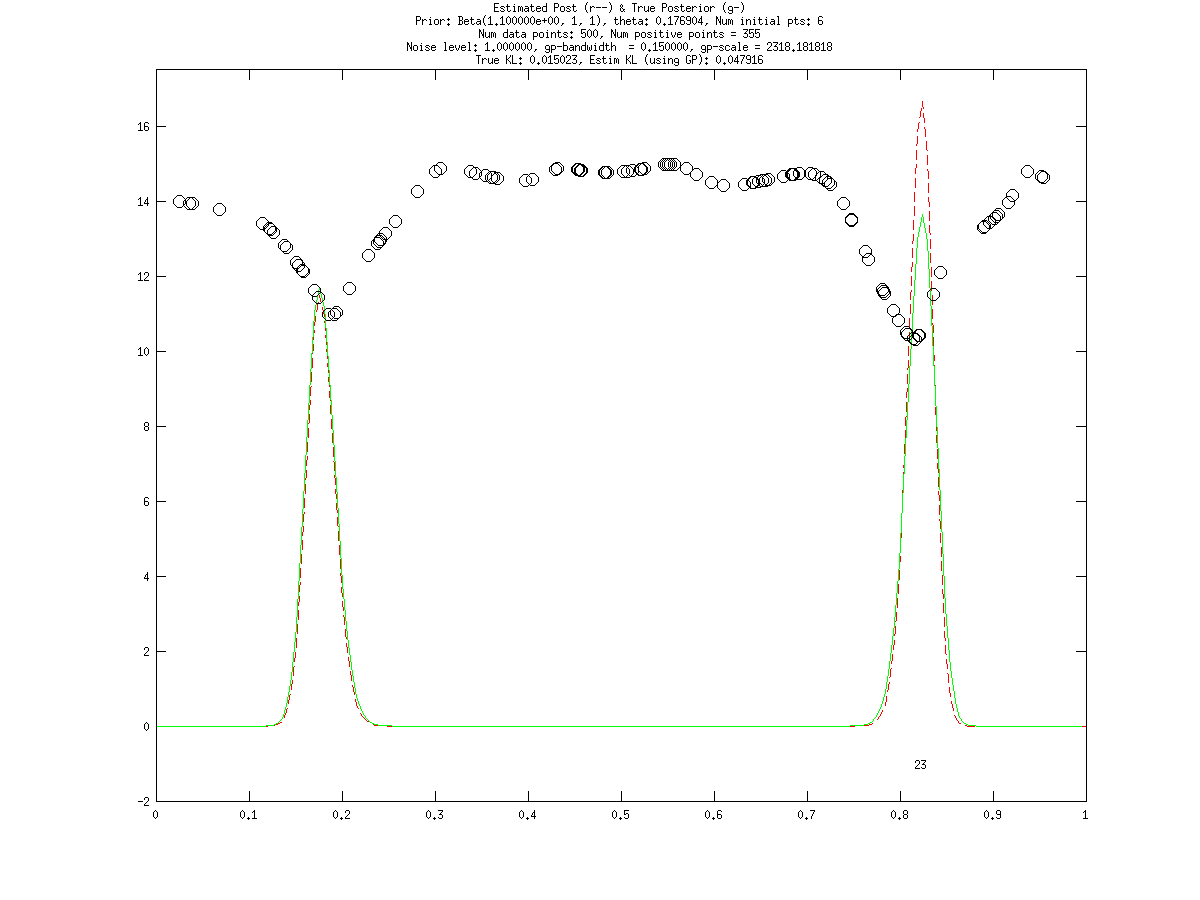 Estimated Post (r--) & True Posterior (g-)
Prior: Beta(1.100000e+00, 1, 1), theta: 0.176904, Num initial pts: 6
Num data points: 500, Num positive points = 355
Noise level: 1.000000, gp-bandwidth  = 0.150000, gp-scale = 2318.181818
True KL: 0.015023, Estim KL (using GP): 0.047916
16
14
12
10
8
6
4
2
0
23
-2
0 0.1 0.2 0.3 0.4 0.5 0.6 0.7 0.8 0.9 1